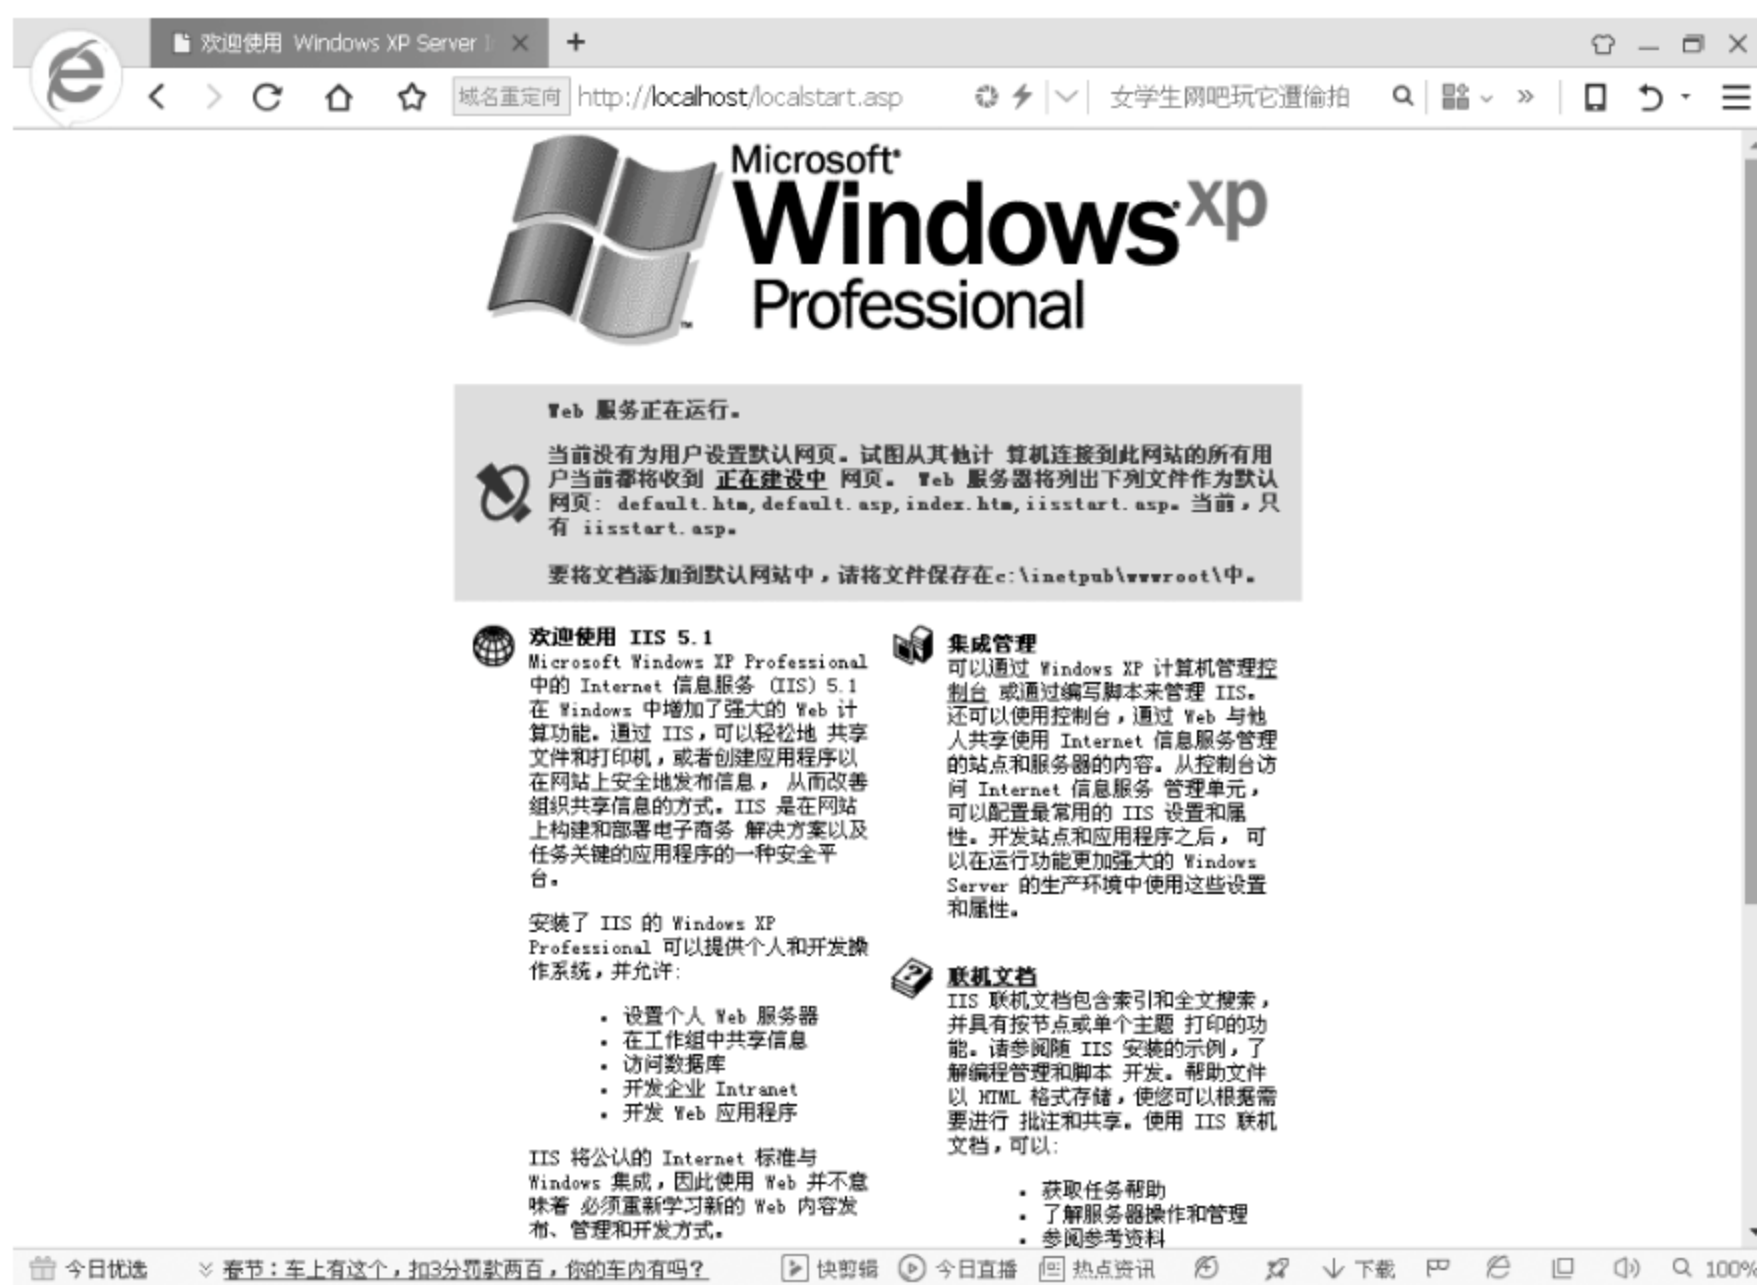 欢迎使用 Windows XP Server I
域名重定向 http://localhost/localstart.asp 女学生网吧玩它遭偷拍
Microsoft
Windows xp
Professional
Web 服务正在运行。
当前没有为用户设置默认网页。试图从其他计 算机连接到此网站的所有用
户当前都将收到 正在建设中 网页。 Web 服务器将列出下列文件作为默认
网页: default.htm,default.asp,index.htm,iisstart.asp。当前，只
有 iisstart.asp。
要将文档添加到默认网站中，请将文件保存在c:\inetpub\wwwroot\中。
欢迎使用 IIS 5.1
Microsoft Windows XP Professional
中的 Internet 信息服务 (IIS) 5.1
在 Windows 中增加了强大的 Web 计
算功能。通过 IIS，可以轻松地 共享
文件和打印机，或者创建应用程序以
在网站上安全地发布信息， 从而改善
组织共享信息的方式。IIS 是在网站
上构建和部署电子商务 解决方案以及
任务关键的应用程序的一种安全平
台。
安装了 IIS 的 Windows XP
Professional 可以提供个人和开发操
作系统，并允许:
• 设置个人 Web 服务器
• 在工作组中共享信息
• 访问数据库
• 开发企业 Intranet
• 开发 Web 应用程序
IIS 将公认的 Internet 标准与
Windows 集成，因此使用 Web 并不意
味着 必须重新学习新的 Web 内容发
布、管理和开发方式。
集成管理
可以通过 Windows XP 计算机管理控
制台 或通过编写脚本来管理 IIS。
还可以使用控制台，通过 Web 与他
人共享使用 Internet 信息服务管理
的站点和服务器的内容。从控制台访
问 Internet 信息服务 管理单元，
可以配置最常用的 IIS 设置和属
性。开发站点和应用程序之后， 可
以在运行功能更加强大的 Windows
Server 的生产环境中使用这些设置
和属性。
联机文档
IIS 联机文档包含索引和全文搜索，
并具有按节点或单个主题 打印的功
能。请参阅随 IIS 安装的示例，了
解编程管理和脚本 开发。帮助文件
以 HTML 格式存储，使您可以根据需
要进行 批注和共享。使用 IIS 联机
文档，可以:
• 获取任务帮助
• 了解服务器操作和管理
• 参阅参考资料
今日优选 春节：车上有这个，扣3分罚款两百，你的车内有吗？ 快剪辑 今日直播 热点资讯 下载 100%